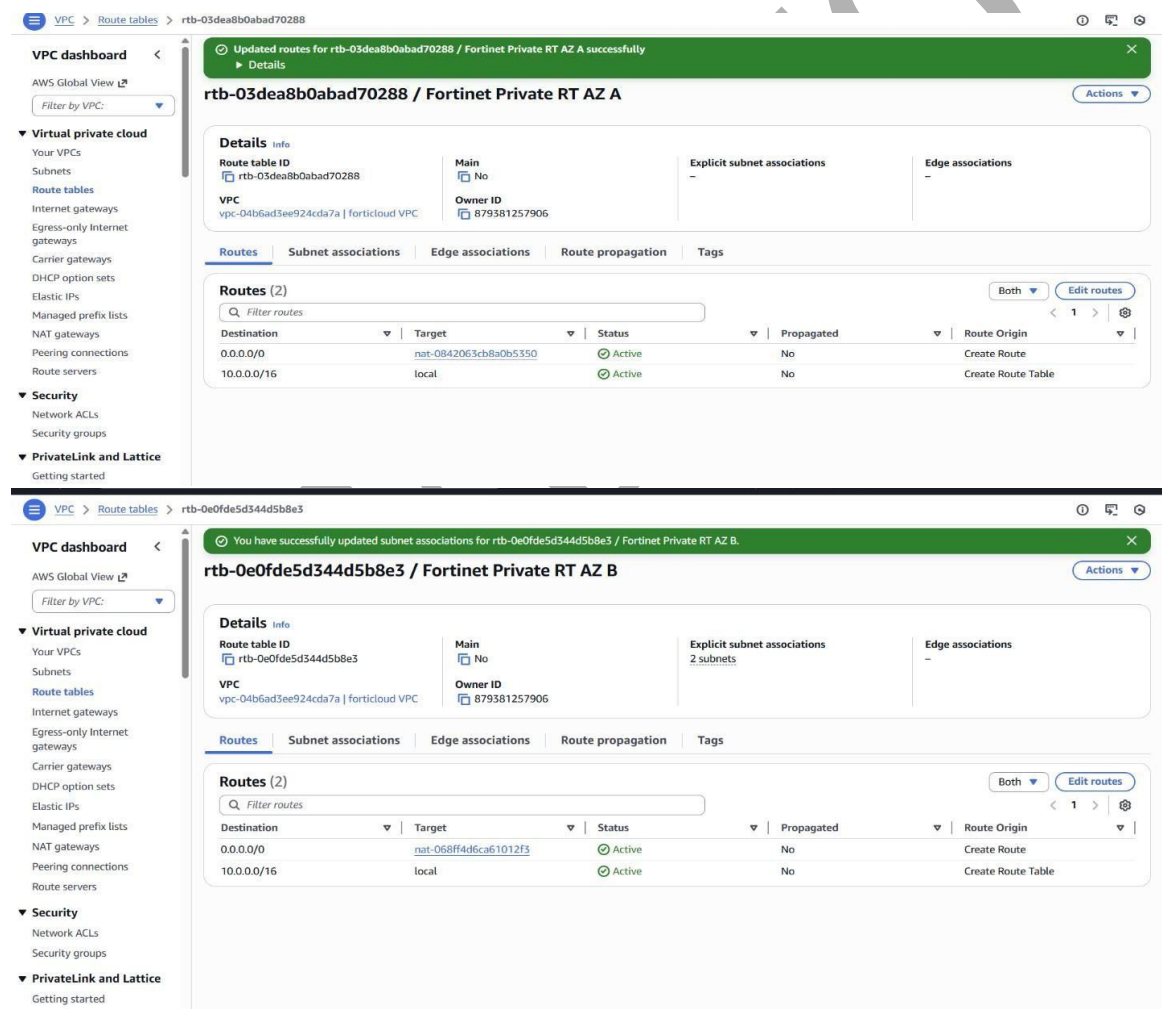 VPC > Route tables > rtb-03dea8b0abad70288
VPC dashboard
AWS Global View
Filter by VPC:
Virtual private cloud
Your VPCs
Subnets
Route tables
Internet gateways
Egress-only Internet
gateways
Carrier gateways
DHCP option sets
Elastic IPs
Managed prefix lists
NAT gateways
Peering connections
Route servers
Security
Network ACLs
Security groups
PrivateLink and Lattice
Getting started
Updated routes for rtb-03dea8b0abad70288 / Fortinet Private RT AZ A successfully
Details
rtb-03dea8b0abad70288 / Fortinet Private RT AZ A
Actions
Details Info
Route table ID
rtb-03dea8b0abad70288
Main
No
Explicit subnet associations
–
Edge associations
–
VPC
vpc-04b6ad3ee924cda7a | forticloud VPC
Owner ID
879381257906
Routes Subnet associations Edge associations Route propagation Tags
Routes (2)
Both Edit routes
Filter routes
< 1 >
Destination Target Status Propagated Route Origin
0.0.0.0/0 nat-0842063cb8a0b5350 Active No Create Route
10.0.0.0/16 local Active No Create Route Table
VPC > Route tables > rtb-0e0fde5d344d5b8e3
VPC dashboard
AWS Global View
Filter by VPC:
Virtual private cloud
Your VPCs
Subnets
Route tables
Internet gateways
Egress-only Internet
gateways
Carrier gateways
DHCP option sets
Elastic IPs
Managed prefix lists
NAT gateways
Peering connections
Route servers
Security
Network ACLs
Security groups
PrivateLink and Lattice
Getting started
You have successfully updated subnet associations for rtb-0e0fde5d344d5b8e3 / Fortinet Private RT AZ B.
rtb-0e0fde5d344d5b8e3 / Fortinet Private RT AZ B
Actions
Details Info
Route table ID
rtb-0e0fde5d344d5b8e3
Main
No
Explicit subnet associations
2 subnets
Edge associations
–
VPC
vpc-04b6ad3ee924cda7a | forticloud VPC
Owner ID
879381257906
Routes Subnet associations Edge associations Route propagation Tags
Routes (2)
Both Edit routes
Filter routes
< 1 >
Destination Target Status Propagated Route Origin
0.0.0.0/0 nat-068ff4d6ca61012f3 Active No Create Route
10.0.0.0/16 local Active No Create Route Table